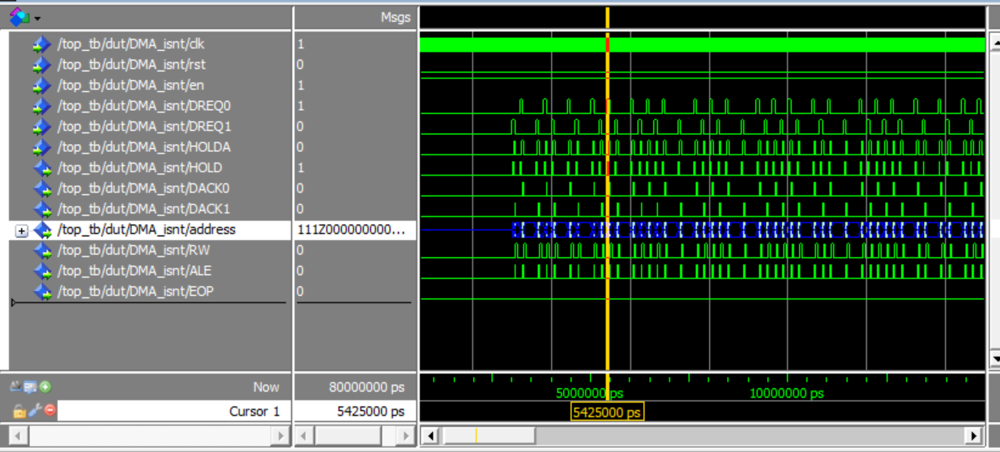 Msgs
/top_tb/dut/DMA_isnt/clk 1
/top_tb/dut/DMA_isnt/rst 0
/top_tb/dut/DMA_isnt/en 1
/top_tb/dut/DMA_isnt/DREQ0 1
/top_tb/dut/DMA_isnt/DREQ1 0
/top_tb/dut/DMA_isnt/HOLDA 0
/top_tb/dut/DMA_isnt/HOLD 1
/top_tb/dut/DMA_isnt/DACK0 0
/top_tb/dut/DMA_isnt/DACK1 0
/top_tb/dut/DMA_isnt/address 111Z000000000...
/top_tb/dut/DMA_isnt/RW 0
/top_tb/dut/DMA_isnt/ALE 0
/top_tb/dut/DMA_isnt/EOP 0
Now 80000000 ps 5000000 ps 10000000 ps
Cursor 1 5425000 ps 5425000 ps